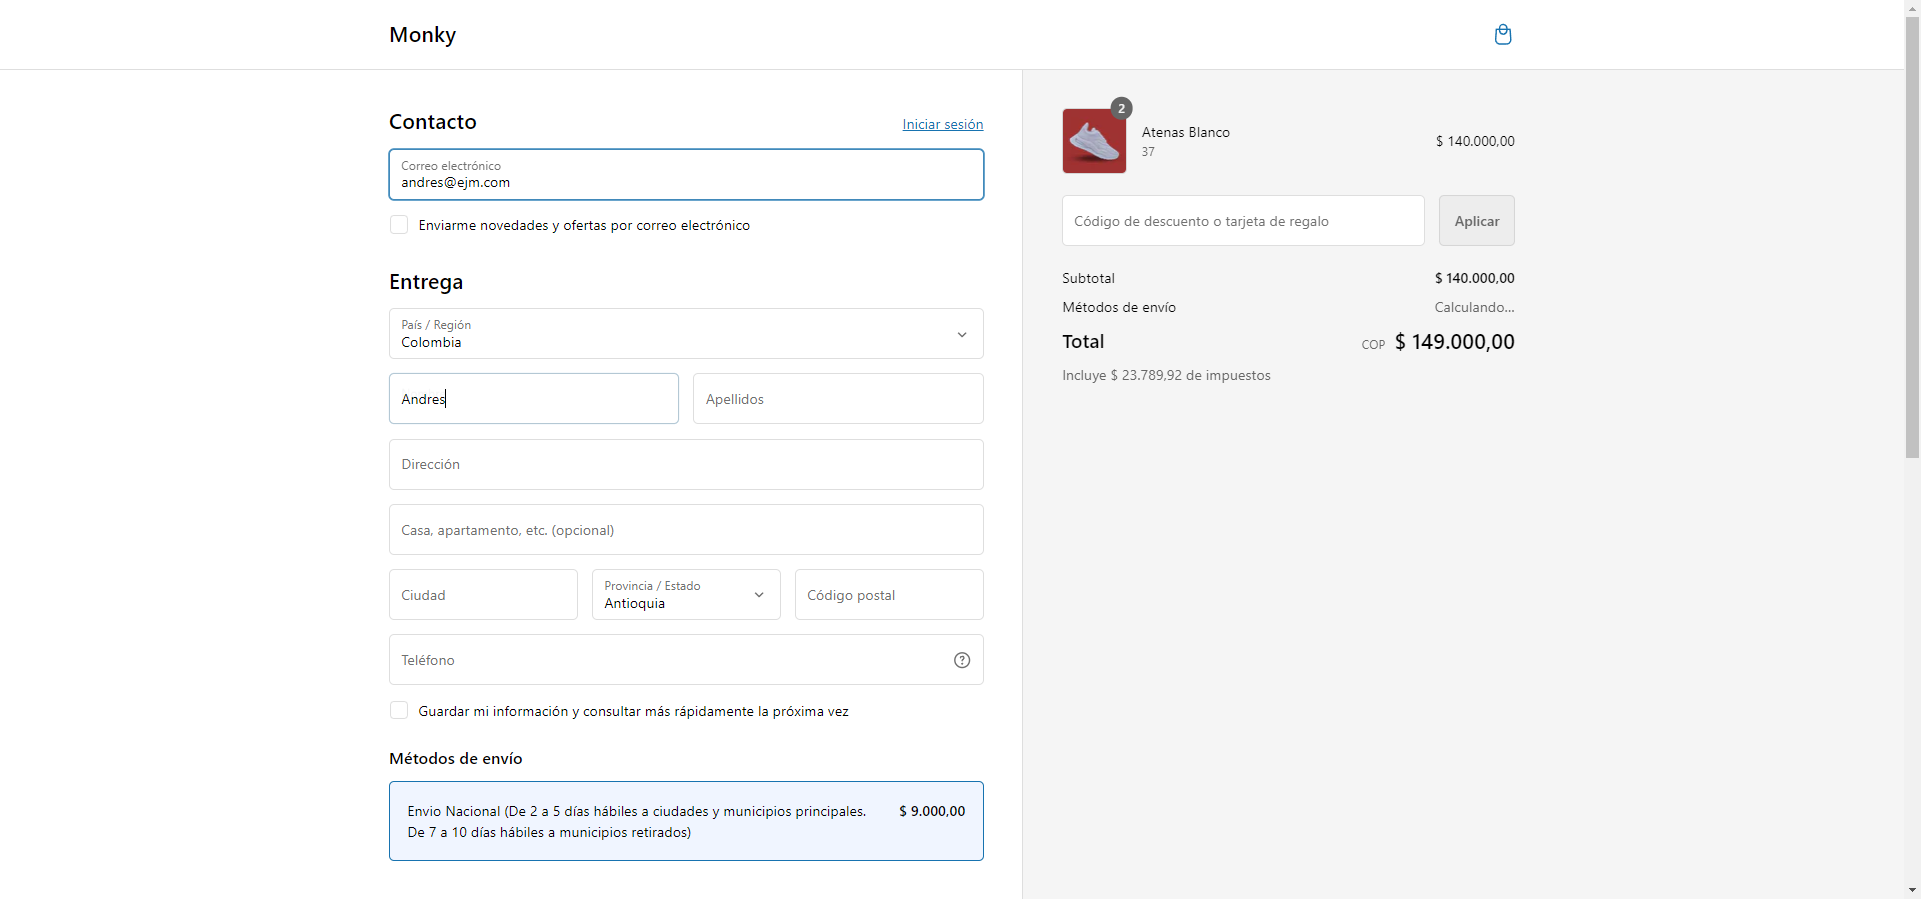 Monky
Contacto
Iniciar sesión
Correo electrónico
andres@ejm.com
Enviarme novedades y ofertas por correo electrónico
Entrega
País / Región
Colombia
Andres
Apellidos
Dirección
Casa, apartamento, etc. (opcional)
Ciudad
Provincia / Estado
Antioquia
Código postal
Teléfono
Guardar mi información y consultar más rápidamente la próxima vez
Métodos de envío
Envio Nacional (De 2 a 5 días hábiles a ciudades y municipios principales.
De 7 a 10 días hábiles a municipios retirados)
$ 9.000,00
2
Atenas Blanco
37
$ 140.000,00
Código de descuento o tarjeta de regalo
Aplicar
Subtotal
$ 140.000,00
Métodos de envío
Calculando...
Total
COP $ 149.000,00
Incluye $ 23.789,92 de impuestos